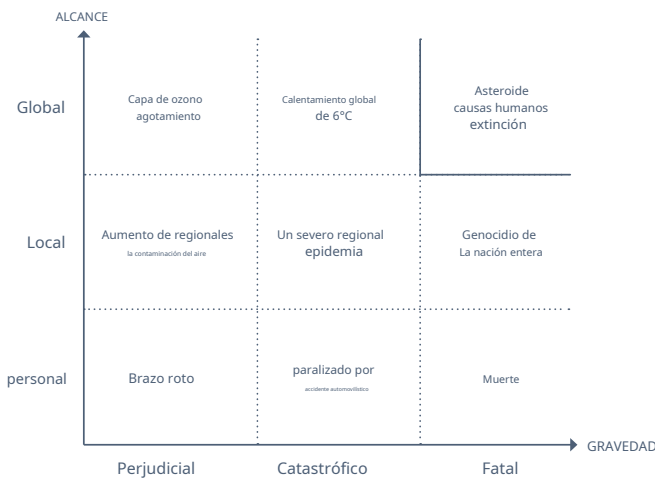 ALCANCE
Global
Capa de ozono
agotamiento
Calentamiento global
de 6°C
Asteroide
causas humanos
extinción
Local
Aumento de regionales
la contaminación del aire
Un severo regional
epidemia
Genocidio de
La nación entera
personal
Brazo roto
paralizado por
accidente automovilístico
Muerte
GRAVEDAD
Perjudicial
Catastrófico
Fatal